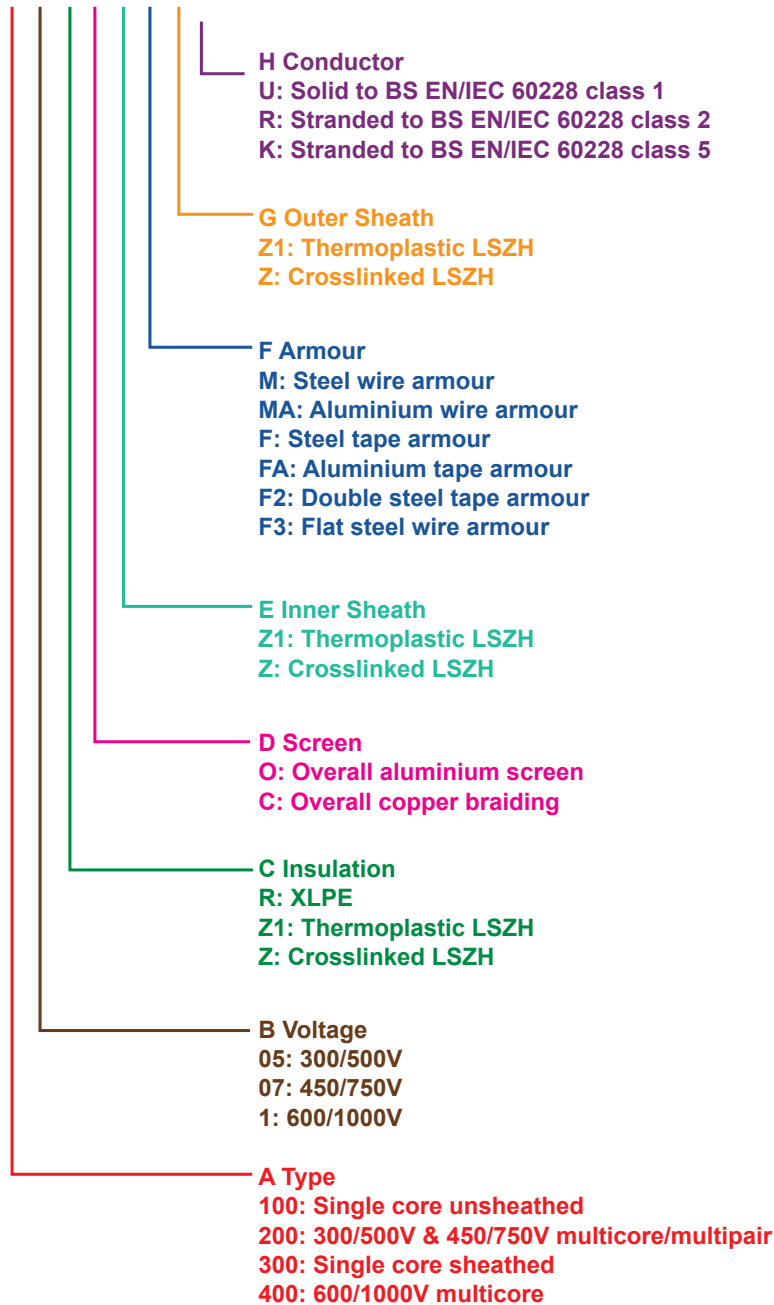 H Conductor
U: Solid to BS EN/IEC 60228 class 1
R: Stranded to BS EN/IEC 60228 class 2
K: Stranded to BS EN/IEC 60228 class 5
G Outer Sheath
Z1: Thermoplastic LSZH
Z: Crosslinked LSZH
F Armour
M: Steel wire armour
MA: Aluminium wire armour
F: Steel tape armour
FA: Aluminium tape armour
F2: Double steel tape armour
F3: Flat steel wire armour
E Inner Sheath
Z1: Thermoplastic LSZH
Z: Crosslinked LSZH
D Screen
O: Overall aluminium screen
C: Overall copper braiding
C Insulation
R: XLPE
Z1: Thermoplastic LSZH
Z: Crosslinked LSZH
B Voltage
05: 300/500V
07: 450/750V
1: 600/1000V
A Type
100: Single core unsheathed
200: 300/500V & 450/750V multicore/multipair
300: Single core sheathed
400: 600/1000V multicore